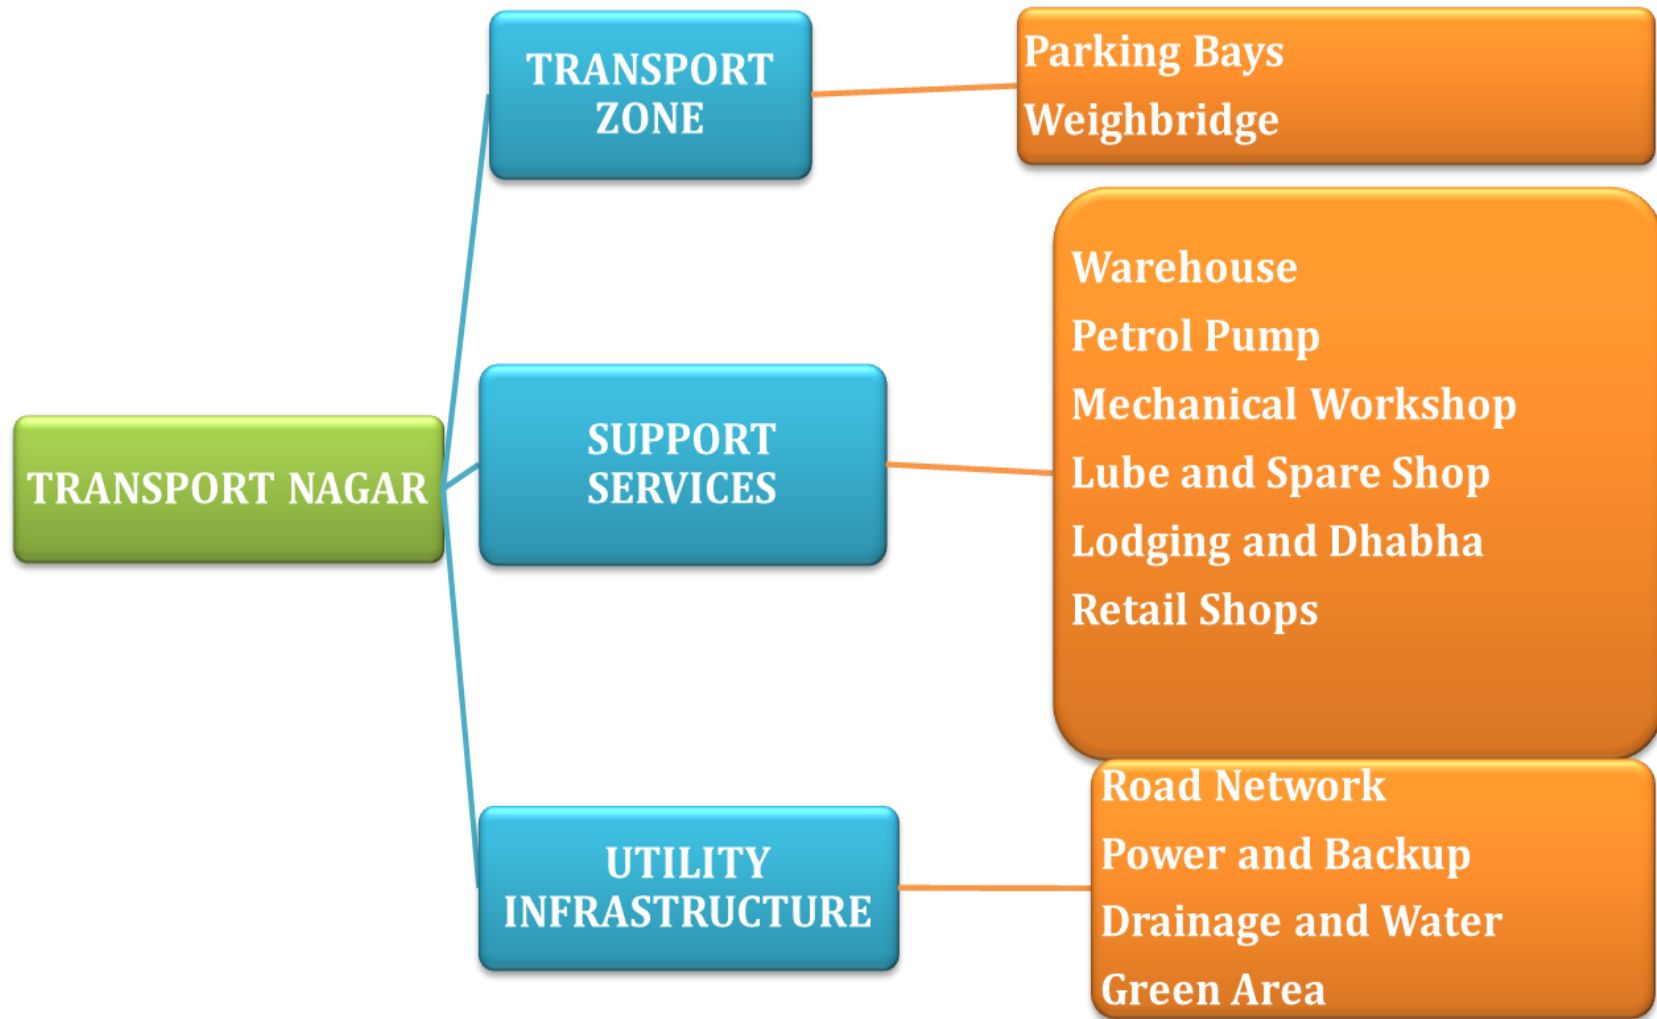 TRANSPORT NAGAR
TRANSPORT
ZONE
Parking Bays
Weighbridge
SUPPORT
SERVICES
Warehouse
Petrol Pump
Mechanical Workshop
Lube and Spare Shop
Lodging and Dhabha
Retail Shops
UTILITY
INFRASTRUCTURE
Road Network
Power and Backup
Drainage and Water
Green Area